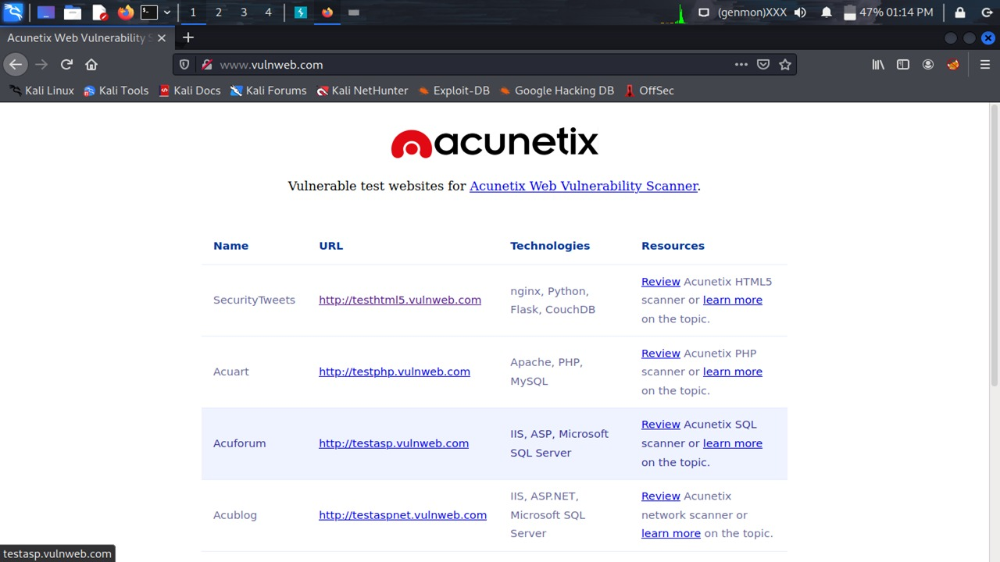 1 2 3 4 (genmon)XXX 47% 01:14 PM
Acunetix Web Vulnerability S
www.vulnweb.com
Kali Linux Kali Tools Kali Docs Kali Forums Kali NetHunter Exploit-DB Google Hacking DB OffSec
acunetix
Vulnerable test websites for Acunetix Web Vulnerability Scanner.
Name URL Technologies Resources
SecurityTweets http://testhtml5.vulnweb.com nginx, Python,
Flask, CouchDB
Review Acunetix HTML5
scanner or learn more
on the topic.
Acuart http://testphp.vulnweb.com Apache, PHP,
MySQL
Review Acunetix PHP
scanner or learn more
on the topic.
Acuforum http://testasp.vulnweb.com IIS, ASP, Microsoft
SQL Server
Review Acunetix SQL
scanner or learn more
on the topic.
Acublog http://testaspnet.vulnweb.com IIS, ASP.NET,
Microsoft SQL
Server
Review Acunetix
network scanner or
learn more on the topic.
testasp.vulnweb.com